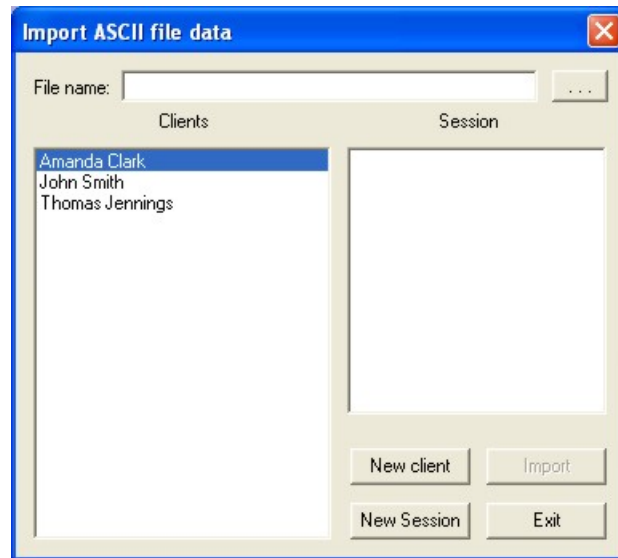 Import ASCII file data
File name:
. . .
Clients
Session
Amanda Clark
John Smith
Thomas Jennings
New client
Import
New Session
Exit